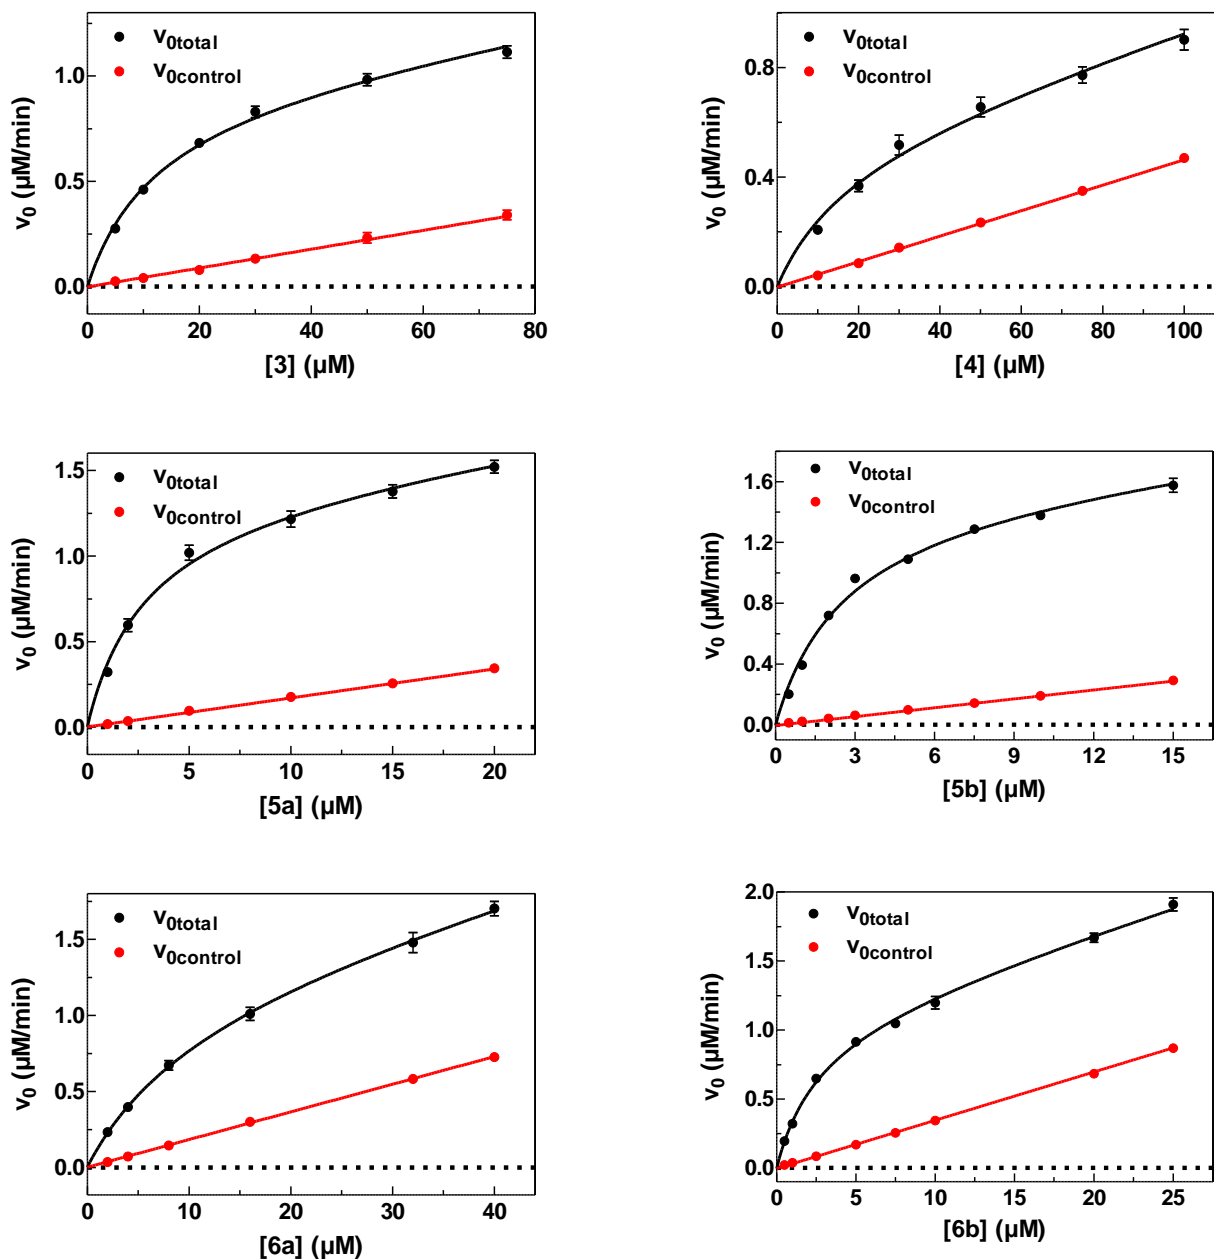 v0total
v0control
v0 (µM/min)
1.0
0.5
0.0
0 20 40 60 80
[3] (µM)
v0total
v0control
v0 (µM/min)
0.8
0.4
0.0
0 20 40 60 80 100
[4] (µM)
v0total
v0control
v0 (µM/min)
1.5
1.0
0.5
0.0
0 5 10 15 20
[5a] (µM)
v0total
v0control
v0 (µM/min)
1.6
1.2
0.8
0.4
0.0
0 3 6 9 12 15
[5b] (µM)
v0total
v0control
v0 (µM/min)
1.5
1.0
0.5
0.0
0 10 20 30 40
[6a] (µM)
v0total
v0control
v0 (µM/min)
2.0
1.5
1.0
0.5
0.0
0 5 10 15 20 25
[6b] (µM)